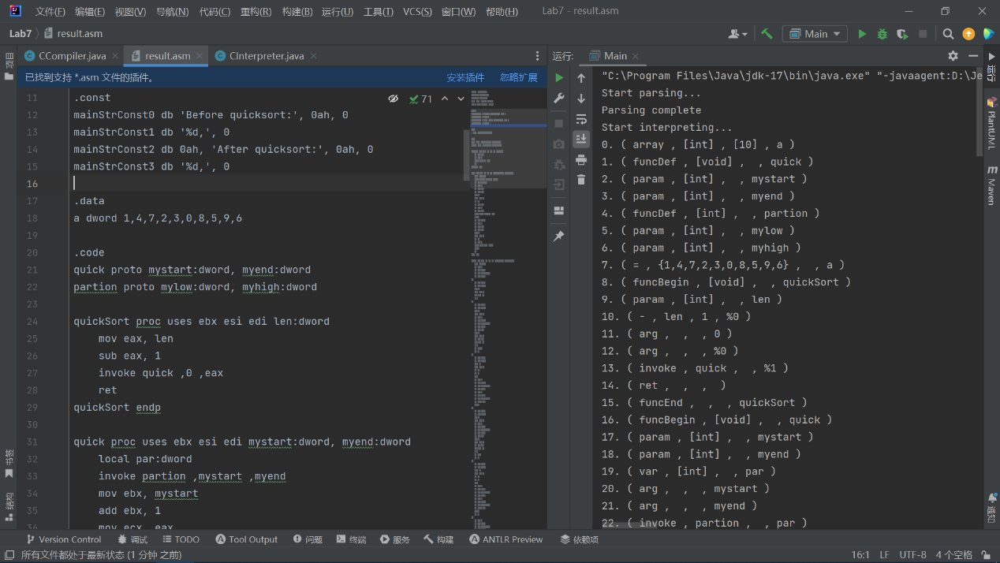 文件(F) 编辑(E) 视图(V) 导航(N) 代码(C) 重构(R) 构建(B) 运行(U) 工具(T) VCS(S) 窗口(W) 帮助(H) Lab7 - result.asm
Lab7 result.asm Main
项目
CCompiler.java result.asm CInterpreter.java
已找到支持 *.asm 文件的插件。 安装插件 忽略扩展
71
11 .const
12 mainStrConst0 db 'Before quicksort:', 0ah, 0
13 mainStrConst1 db '%d,', 0
14 mainStrConst2 db 0ah, 'After quicksort:', 0ah, 0
15 mainStrConst3 db '%d,', 0
16
17 .data
18 a dword 1,4,7,2,3,0,8,5,9,6
19
20 .code
21 quick proto mystart:dword, myend:dword
22 partion proto mylow:dword, myhigh:dword
23
24 quickSort proc uses ebx esi edi len:dword
25 mov eax, len
26 sub eax, 1
27 invoke quick ,0 ,eax
28 ret
29 quickSort endp
30
31 quick proc uses ebx esi edi mystart:dword, myend:dword
32 local par:dword
33 invoke partion ,mystart ,myend
34 mov ebx, mystart
35 add ebx, 1
36 mov ecx, eax
书签
结构
运行: Main
"C:\Program Files\Java\jdk-17\bin\java.exe" "-javaagent:D:\Je
Start parsing...
Parsing complete
Start interpreting...
0. ( array , [int] , [10] , a )
1. ( funcDef , [void] , , quick )
2. ( param , [int] , , mystart )
3. ( param , [int] , , myend )
4. ( funcDef , [int] , , partion )
5. ( param , [int] , , mylow )
6. ( param , [int] , , myhigh )
7. ( = , {1,4,7,2,3,0,8,5,9,6} , , a )
8. ( funcBegin , [void] , , quickSort )
9. ( param , [int] , , len )
10. ( - , len , 1 , %0 )
11. ( arg , , , 0 )
12. ( arg , , , %0 )
13. ( invoke , quick , , %1 )
14. ( ret , , , )
15. ( funcEnd , , , quickSort )
16. ( funcBegin , [void] , , quick )
17. ( param , [int] , , mystart )
18. ( param , [int] , , myend )
19. ( var , [int] , , par )
20. ( arg , , , mystart )
21. ( arg , , , myend )
22. ( invoke , partion , , par )
运行
PlantUML
m Maven
通知
Version Control 调试 TODO Tool Output 问题 终端 服务 构建 ANTLR Preview 依赖项
所有文件都处于最新状态 (1 分钟 之前) 16:1 LF UTF-8 4 个空格